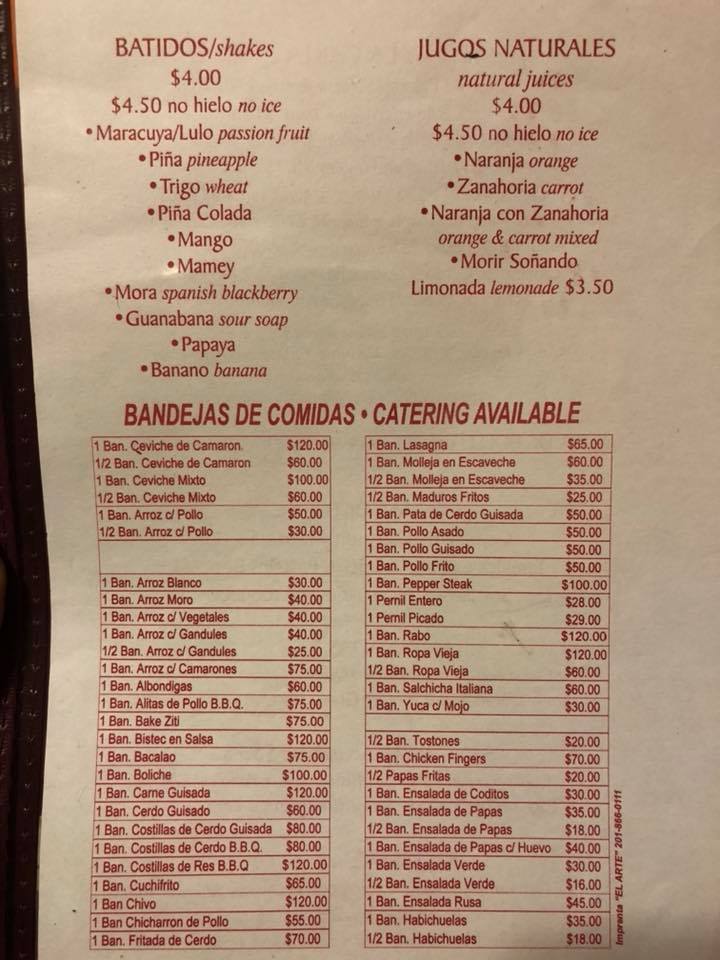 BATIDOS/shakes
$4.00
$4.50 no hielo no ice
•Maracuya/Lulo passion fruit
•Piña pineapple
•Trigo wheat
•Piña Colada
•Mango
•Mamey
•Mora spanish blackberry
•Guanabana sour soap
•Papaya
•Banano banana
JUGOS NATURALES
natural juices
$4.00
$4.50 no hielo no ice
•Naranja orange
•Zanahoria carrot
•Naranja con Zanahoria
orange & carrot mixed
•Morir Soñando
Limonada lemonade $3.50
BANDEJAS DE COMIDAS • CATERING AVAILABLE
1 Ban. Ceviche de Camaron $120.00
1/2 Ban. Ceviche de Camaron $60.00
1 Ban. Ceviche Mixto $100.00
1/2 Ban. Ceviche Mixto $60.00
1 Ban. Arroz c/ Pollo $50.00
1/2 Ban. Arroz c/ Pollo $30.00
1 Ban. Arroz Blanco $30.00
1 Ban. Arroz Moro $40.00
1 Ban. Arroz c/ Vegetales $40.00
1 Ban. Arroz c/ Gandules $40.00
1/2 Ban. Arroz c/ Gandules $25.00
1 Ban. Arroz c/ Camarones $75.00
1 Ban. Albondigas $60.00
1 Ban. Alitas de Pollo B.B.Q. $75.00
1 Ban. Bake Ziti $75.00
1 Ban. Bistec en Salsa $120.00
1 Ban. Bacalao $75.00
1 Ban. Boliche $100.00
1 Ban. Carne Guisada $120.00
1 Ban. Cerdo Guisado $60.00
1 Ban. Costillas de Cerdo Guisada $80.00
1 Ban. Costillas de Cerdo B.B.Q. $80.00
1 Ban. Costillas de Res B.B.Q $120.00
1 Ban. Cuchifrito $65.00
1 Ban Chivo $120.00
1 Ban Chicharron de Pollo $55.00
1 Ban. Fritada de Cerdo $70.00
1 Ban. Lasagna $65.00
1 Ban. Molleja en Escaveche $60.00
1/2 Ban. Molleja en Escaveche $35.00
1/2 Ban. Maduros Fritos $25.00
1 Ban. Pata de Cerdo Guisada $50.00
1 Ban. Pollo Asado $50.00
1 Ban. Pollo Guisado $50.00
1 Ban. Pollo Frito $50.00
1 Ban. Pepper Steak $100.00
1 Pernil Entero $28.00
1 Pernil Picado $29.00
1 Ban. Rabo $120.00
1 Ban. Ropa Vieja $120.00
1/2 Ban. Ropa Vieja $60.00
1 Ban. Salchicha Italiana $60.00
1 Ban. Yuca c/ Mojo $30.00
1/2 Ban. Tostones $20.00
1 Ban. Chicken Fingers $70.00
1/2 Papas Fritas $20.00
1 Ban. Ensalada de Coditos $30.00
1 Ban. Ensalada de Papas $35.00
1/2 Ban. Ensalada de Papas $18.00
1 Ban. Ensalada de Papas c/ Huevo $40.00
1 Ban. Ensalada Verde $30.00
1/2 Ban. Ensalada Verde $16.00
1 Ban. Ensalada Rusa $45.00
1 Ban. Habichuelas $35.00
1/2 Ban. Habichuelas $18.00
Imprenta "EL ARTE" 201-866-0111